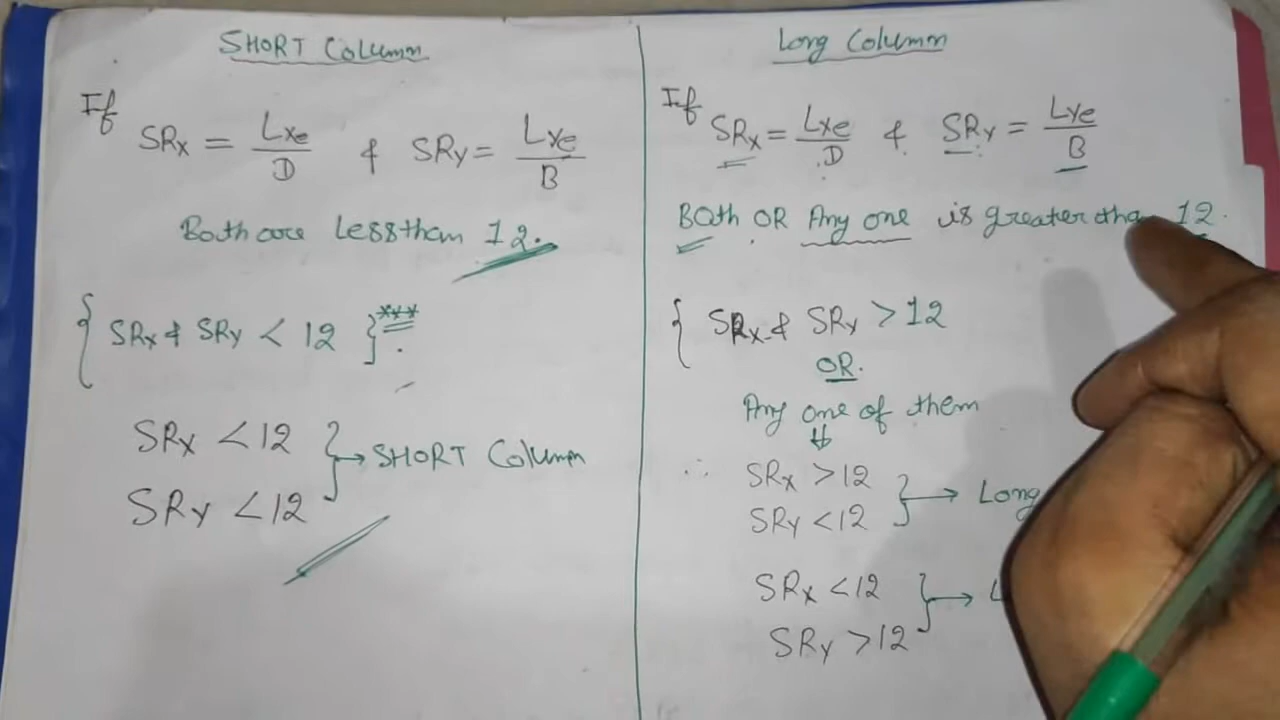 SHORT Column
If
SRx = Lxe/D & SRy = Lye/B
Both are Less than 12.
{ SRx & SRy < 12 } ***
SRx < 12
SRy < 12 } → SHORT Column
Long Column
If
SRx = Lxe/D & SRy = Lye/B
Both OR Any one is greater tha 12.
{ SRx & SRy > 12
OR.
Any one of them
∴ SRx > 12
SRy < 12 } → Long
SRx < 12
SRy > 12 } → L